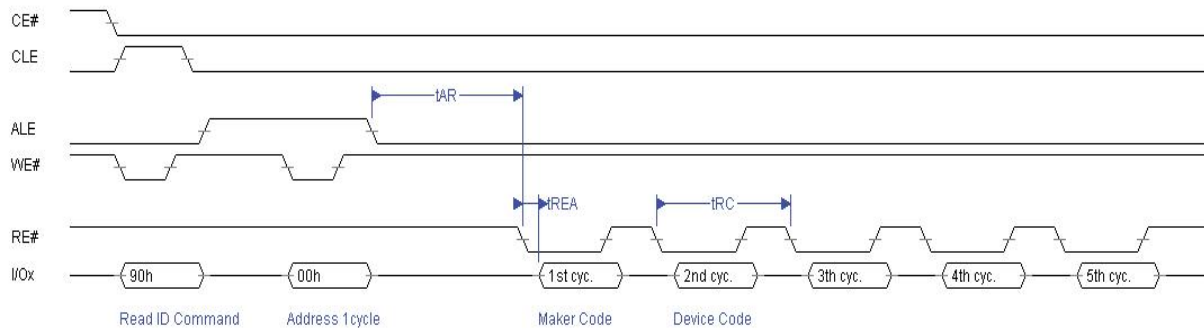 CE#
CLE
tAR
ALE
WE#
tREA
tRC
RE#
I/Ox 90h 00h 1st cyc. 2nd cyc. 3th cyc. 4th cyc. 5th cyc.
Read ID Command Address 1cycle Maker Code Device Code